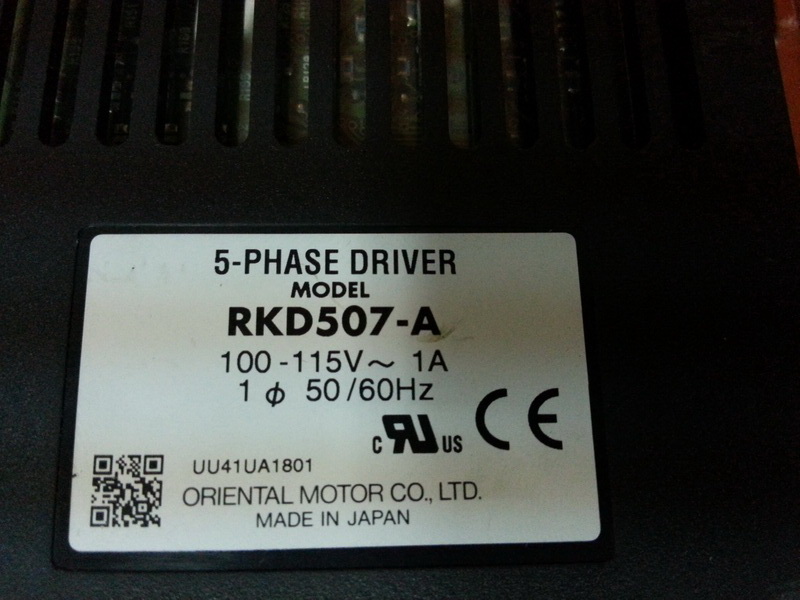 5-PHASE DRIVER
MODEL
RKD507-A
100-115V~ 1A
1 ϕ 50/60Hz
c RU US CE
UU41UA1801
ORIENTAL MOTOR CO., LTD.
MADE IN JAPAN